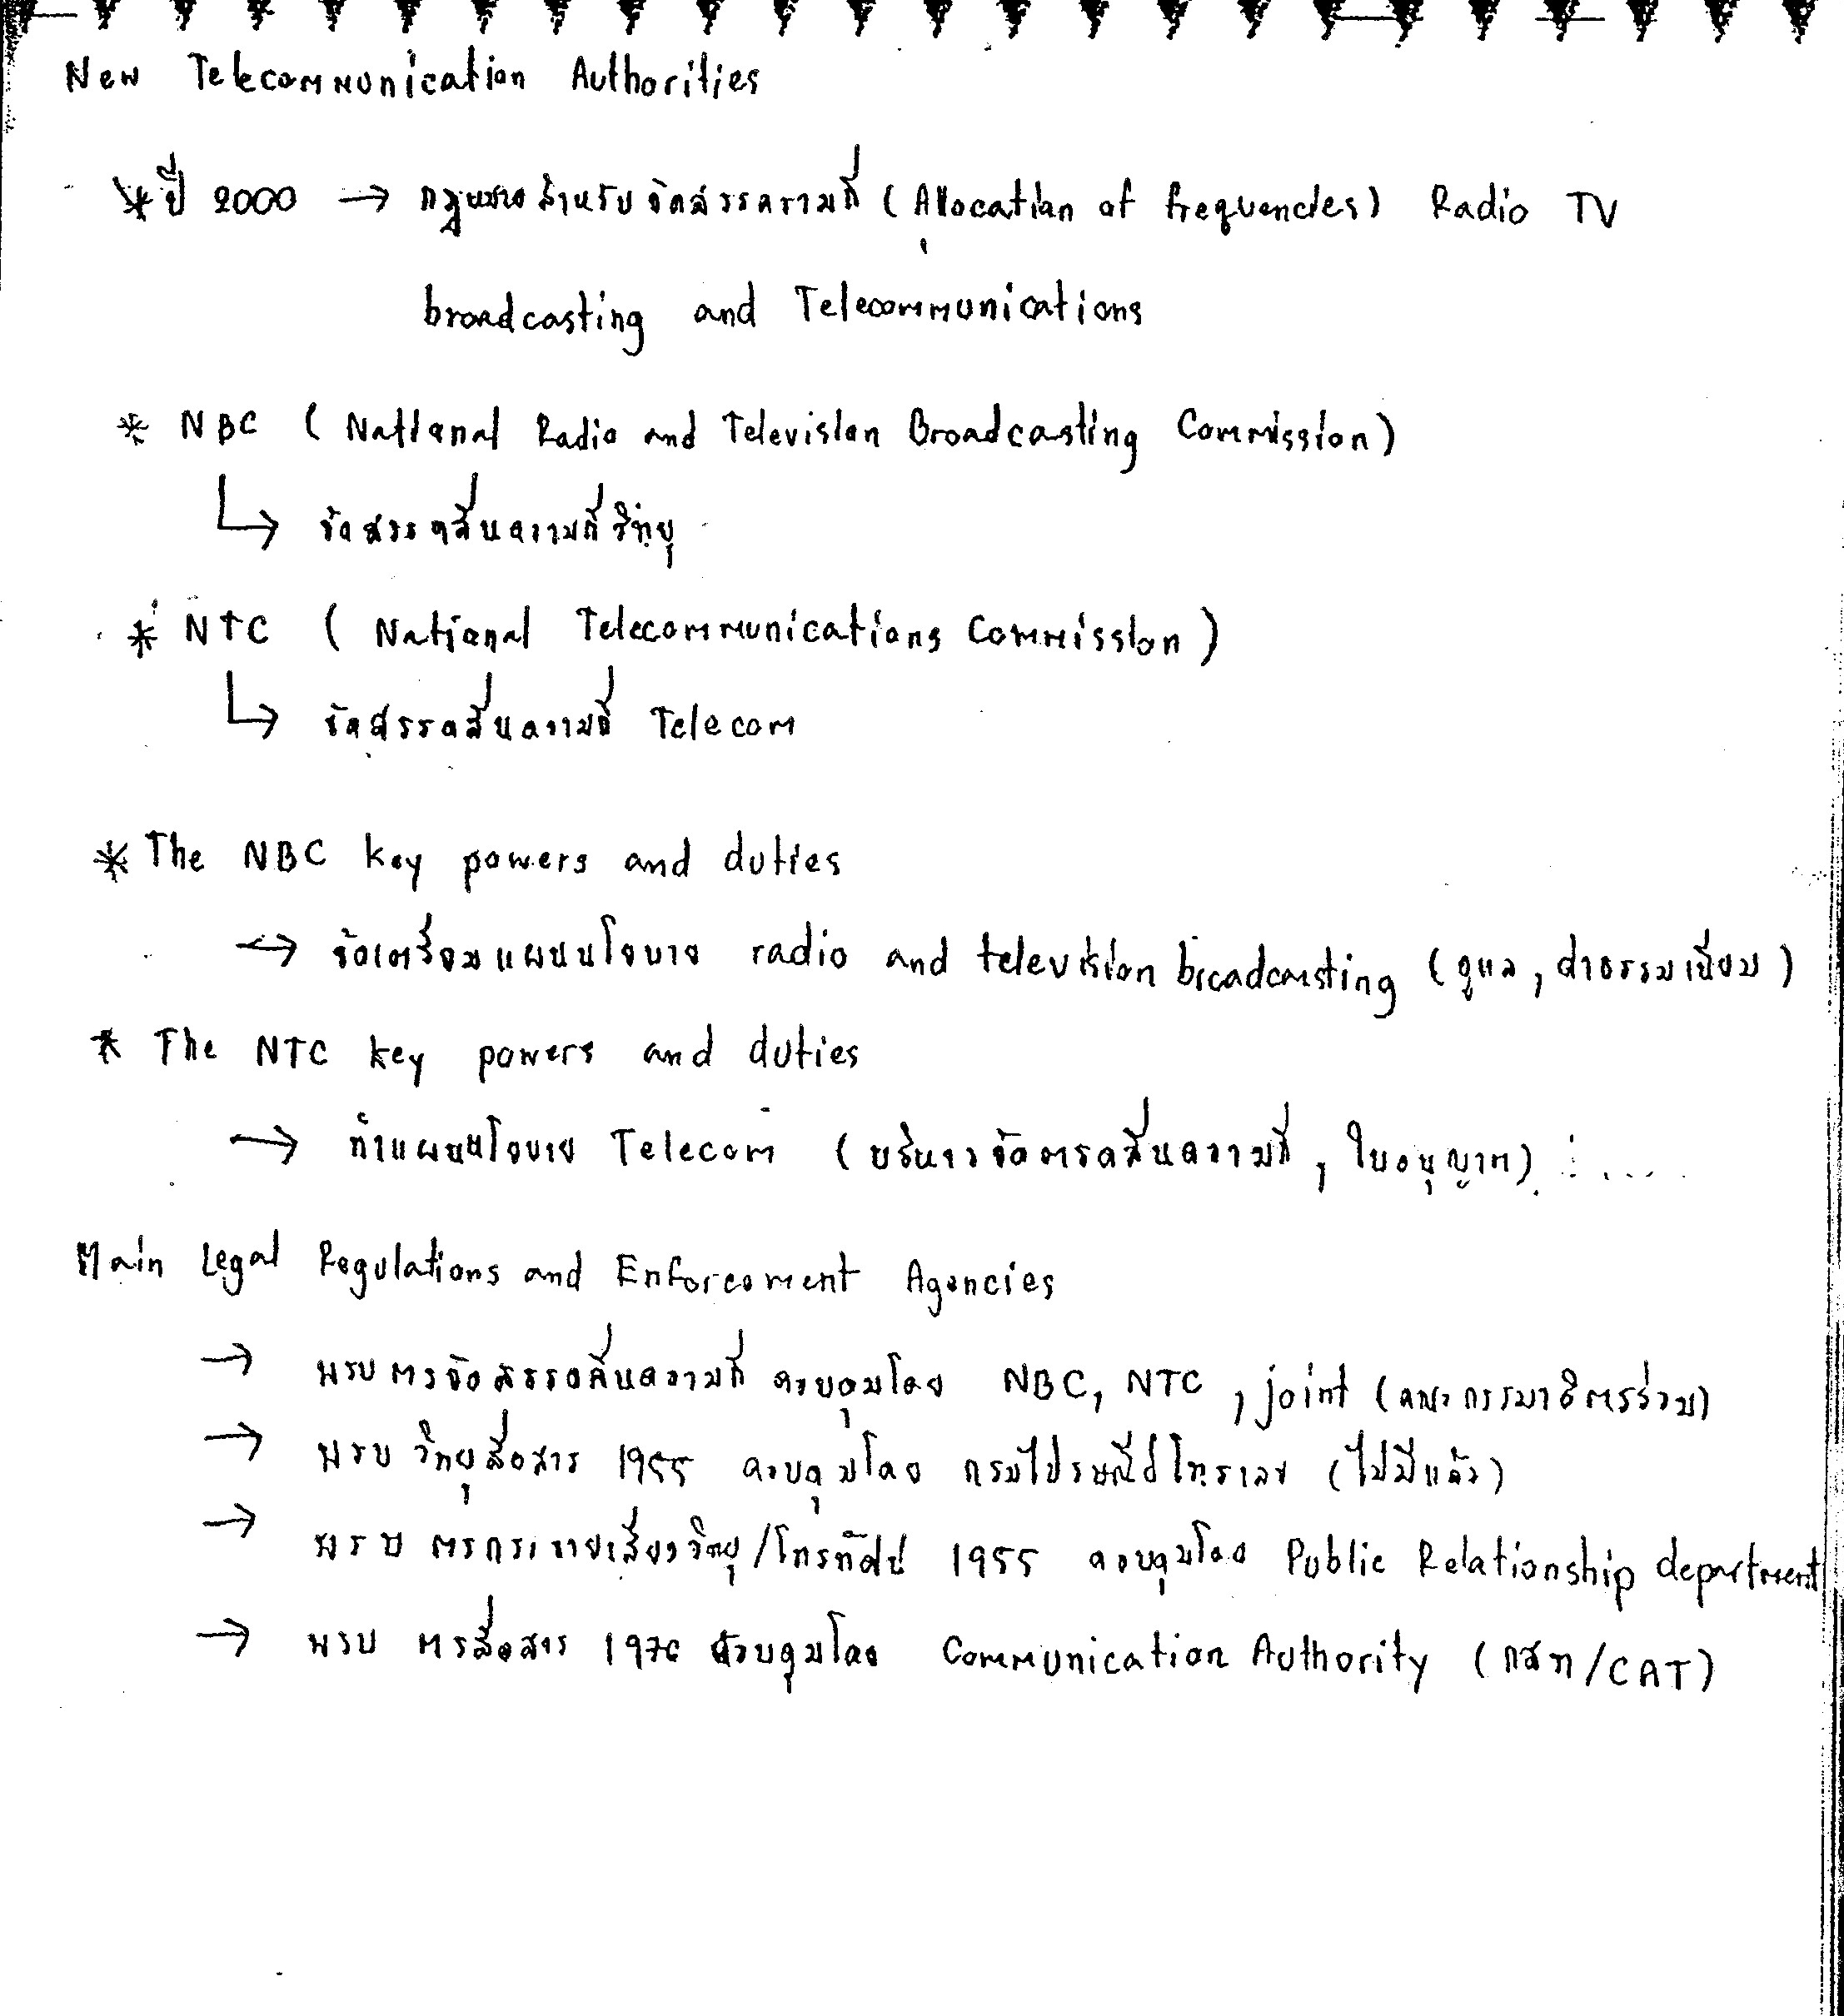 New Telecommunication Authorities
* ปี 2000 → กฎหมายสำหรับจัดสรรความถี่ (Allocation of frequencies) Radio TV
broadcasting and Telecommunications
* NBC (National Radio and Television Broadcasting Commission)
↳ จัดสรรคลื่นความถี่วิทยุ
* NTC (National Telecommunications Commission)
↳ จัดสรรคลื่นความถี่ Telecom
* The NBC key powers and duties
→ จัดเตรียมแผนนโยบาย radio and television broadcasting (ดูแล, ค่าธรรมเนียม)
* The NTC key powers and duties
→ ทำแผนนโยบาย Telecom (บริหารจัดการคลื่นความถี่, ใบอนุญาต)
Main Legal Regulations and Enforcement Agencies
→ พรบ การจัดสรรคลื่นความถี่ ควบคุมโดย NBC, NTC, joint (คณะกรรมาธิการร่วม)
→ พรบ วิทยุสื่อสาร 1955 ควบคุมโดย กรมไปรษณีย์โทรเลข (ไม่มีแล้ว)
→ พรบ การกระจายเสียงวิทยุ/โทรทัศน์ 1955 ควบคุมโดย Public Relationship department
→ พรบ การสื่อสาร 1976 ควบคุมโดย Communication Authority (กสท/CAT)